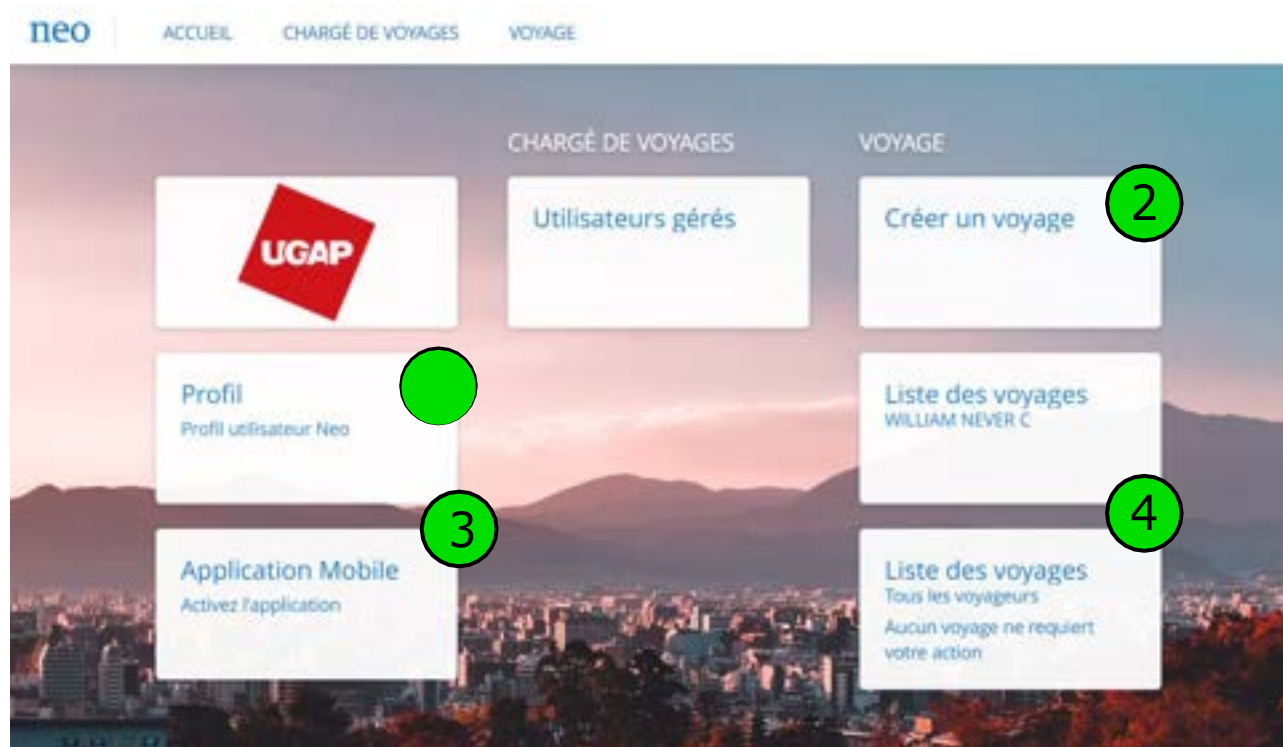 neo ACCUEIL CHARGÉ DE VOYAGES VOYAGE
CHARGÉ DE VOYAGES VOYAGE
UGAP
Utilisateurs gérés
Créer un voyage
2
Profil
Profil utilisateur Neo
Liste des voyages
WILLIAM NEVER C
3
Application Mobile
Activez l'application
4
Liste des voyages
Tous les voyageurs
Aucun voyage ne requiert
votre action